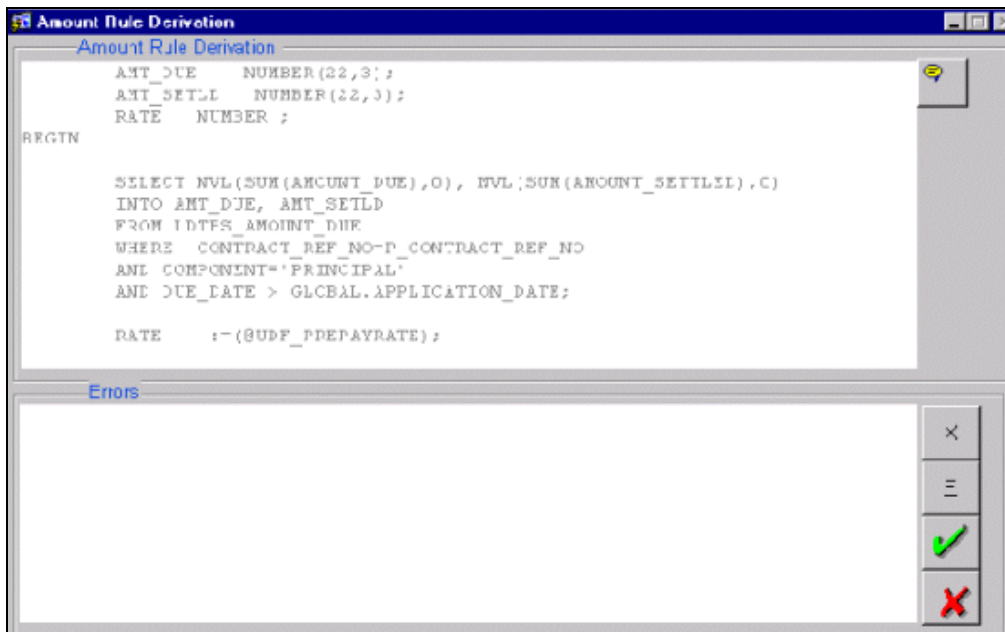 Amount Rule Derivation
Amount Rule Derivation
AMT_DUE NUMBER(22,3);
AMT_SETLD NUMBER(22,3);
RATE NUMBER ;
BEGIN
SELECT NVL(SUM(AMOUNT_DUE),0), NVL(SUM(AMOUNT_SETTLED),0)
INTO AMT_DUE, AMT_SETLD
FROM LDTBS_AMOUNT_DUE
WHERE CONTRACT_REF_NO=P_CONTRACT_REF_NO
AND COMPONENT='PRINCIPAL'
AND DUE_DATE > GLOBAL.APPLICATION_DATE;
RATE :=(@UDF_PREPAYRATE);
Errors